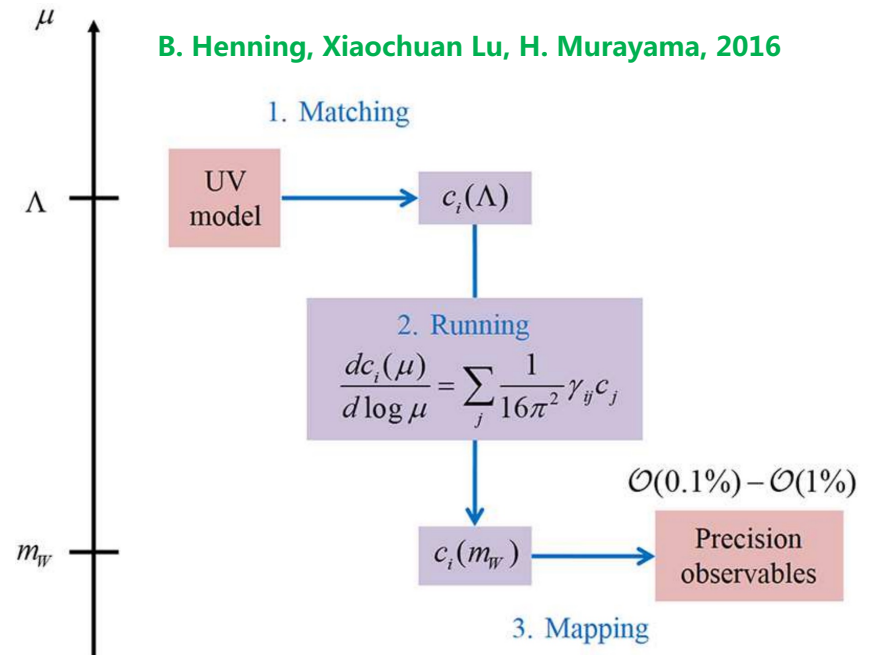 μ
B. Henning, Xiaochuan Lu, H. Murayama, 2016
1. Matching
Λ
UV
model
c_i(Λ)
2. Running
dc_i(μ)/d log μ = ∑_j 1/16π² γ_ij c_j
𝒪(0.1%) – 𝒪(1%)
m_W
c_i(m_W)
Precision
observables
3. Mapping